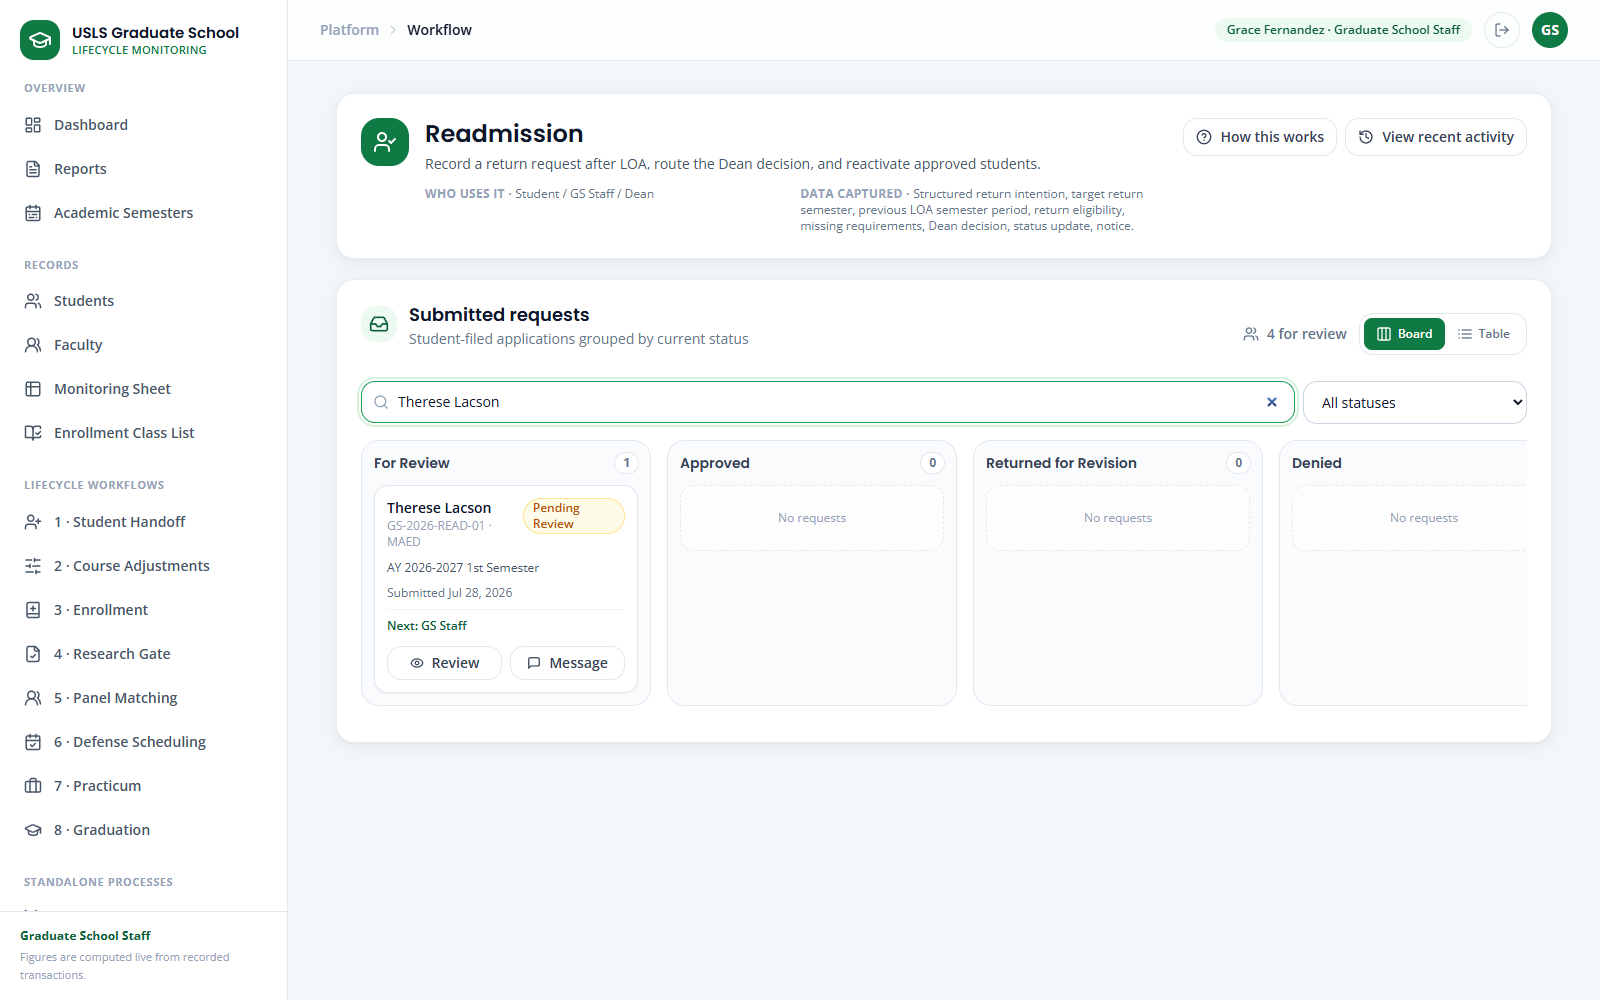 USLS Graduate School
LIFECYCLE MONITORING
OVERVIEW
Dashboard
Reports
Academic Semesters
RECORDS
Students
Faculty
Monitoring Sheet
Enrollment Class List
LIFECYCLE WORKFLOWS
1 · Student Handoff
2 · Course Adjustments
3 · Enrollment
4 · Research Gate
5 · Panel Matching
6 · Defense Scheduling
7 · Practicum
8 · Graduation
STANDALONE PROCESSES
Graduate School Staff
Figures are computed live from recorded
transactions.
Platform
Workflow
Grace Fernandez · Graduate School Staff
GS
Readmission
Record a return request after LOA, route the Dean decision, and reactivate approved students.
WHO USES IT · Student / GS Staff / Dean
DATA CAPTURED · Structured return intention, target return
semester, previous LOA semester period, return eligibility,
missing requirements, Dean decision, status update, notice.
How this works
View recent activity
Submitted requests
Student-filed applications grouped by current status
4 for review
Board
Table
Therese Lacson
All statuses
For Review
1
Therese Lacson
GS-2026-READ-01 ·
MAED
Pending
Review
AY 2026-2027 1st Semester
Submitted Jul 28, 2026
Next: GS Staff
Review
Message
Approved
0
No requests
Returned for Revision
0
No requests
Denied
No requests